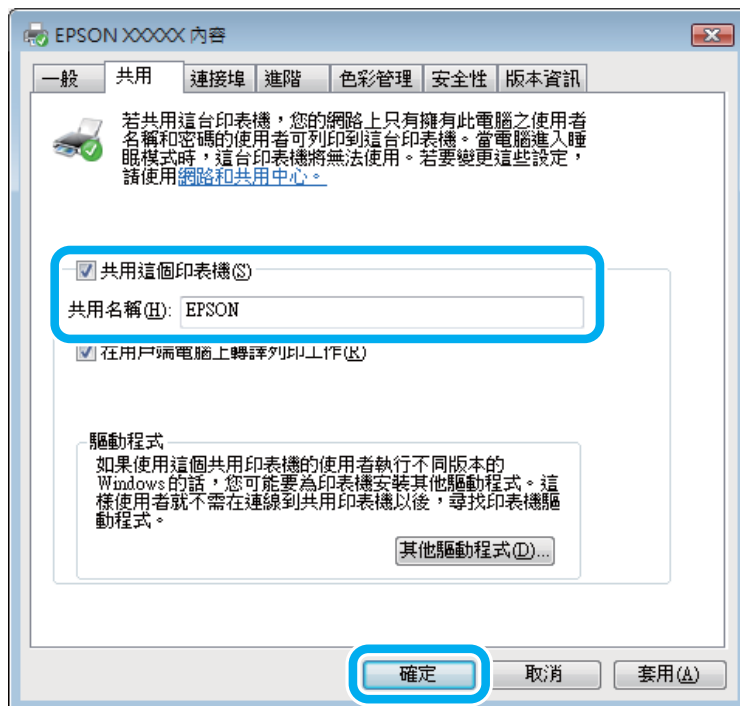 EPSON XXXXX 內容
一般 共用 連接埠 進階 色彩管理 安全性 版本資訊
若共用這台印表機，您的網路上只有擁有此電腦之使用者
名稱和密碼的使用者可列印到這台印表機。當電腦進入睡
眠模式時，這台印表機將無法使用。若要變更這些設定，
請使用網路和共用中心。
共用這個印表機(S)
共用名稱(H): EPSON
在用戶端電腦上轉譯列印工作(R)
驅動程式
如果使用這個共用印表機的使用者執行不同版本的
Windows的話，您可能要為印表機安裝其他驅動程式。這
樣使用者就不需在連線到共用印表機以後，尋找印表機驅
動程式。
其他驅動程式(D)...
確定 取消 套用(A)